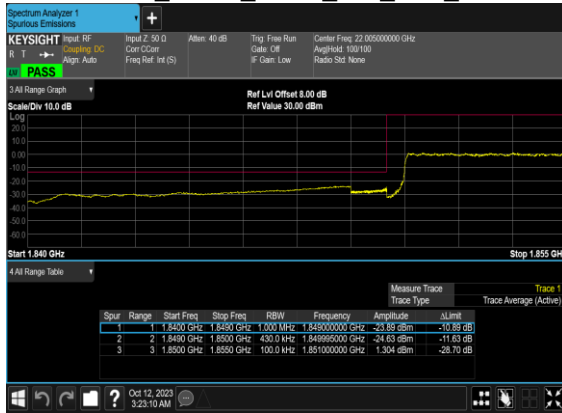 Spectrum Analyzer 1
Spurious Emissions
+
KEYSIGHT
R T
LXI
PASS
Input: RF
Coupling: DC
Align: Auto
Input Z: 50 Ω
Corr CCorr
Freq Ref: Int (S)
Atten: 40 dB
Trig: Free Run
Gate: Off
IF Gain: Low
Center Freq: 22.005000000 GHz
Avg|Hold: 100/100
Radio Std: None
3 All Range Graph
Scale/Div 10.0 dB
Ref Lvl Offset 8.00 dB
Ref Value 30.00 dBm
Log
20.0
10.0
0.00
-10.0
-20.0
-30.0
-40.0
-50.0
-60.0
Start 1.840 GHz
Stop 1.855 GH
4 All Range Table
Measure Trace Trace 1
Trace Type Trace Average (Active)
Spur Range Start Freq Stop Freq RBW Frequency Amplitude ΔLimit
1 1 1.8400 GHz 1.8490 GHz 1.000 MHz 1.849000000 GHz -23.89 dBm -10.89 dB
2 2 1.8490 GHz 1.8500 GHz 430.0 kHz 1.849995000 GHz -24.63 dBm -11.63 dB
3 3 1.8500 GHz 1.8550 GHz 100.0 kHz 1.851000000 GHz 1.304 dBm -28.70 dB
?
Oct 12, 2023
3:23:10 AM